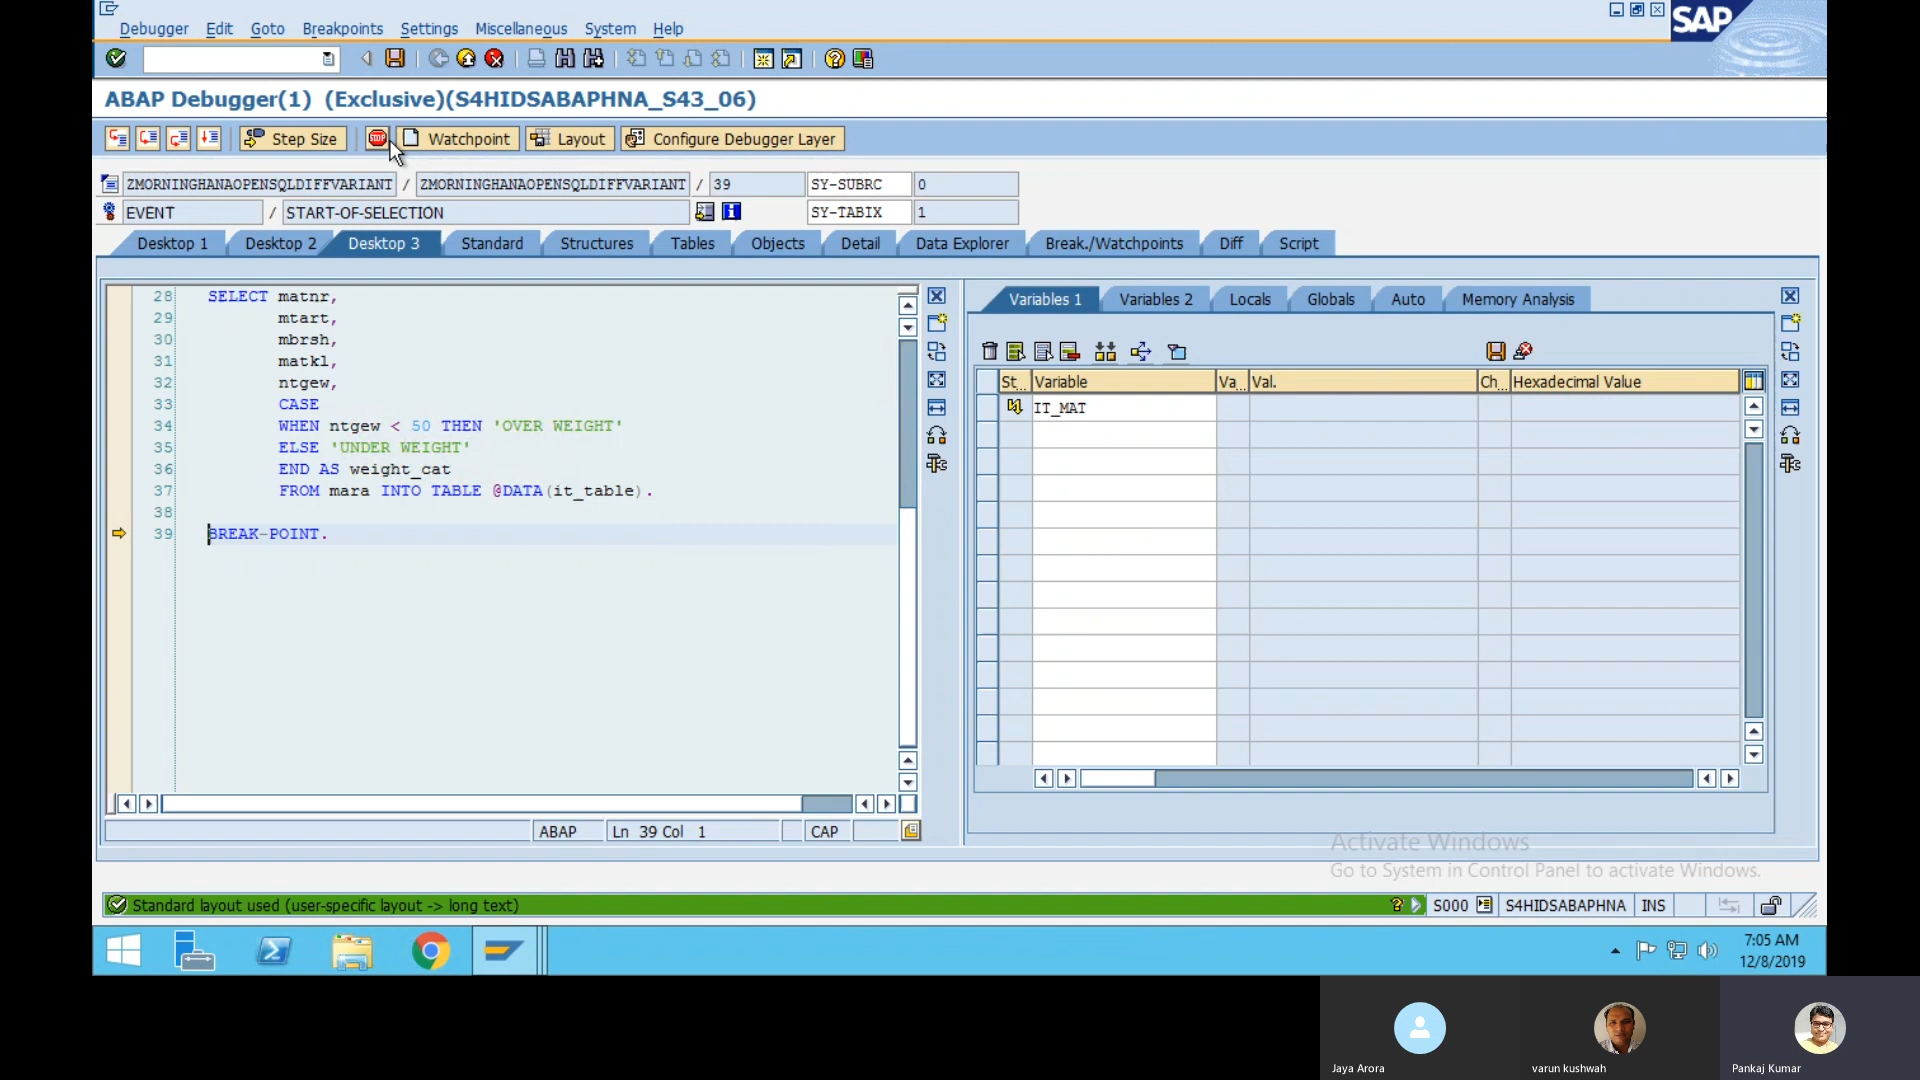 Debugger Edit Goto Breakpoints Settings Miscellaneous System Help
SAP
ABAP Debugger(1) (Exclusive)(S4HIDSABAPHNA_S43_06)
Step Size STOP Watchpoint Layout Configure Debugger Layer
ZMORNINGHANAOPENSQLDIFFVARIANT / ZMORNINGHANAOPENSQLDIFFVARIANT / 39 SY-SUBRC 0
EVENT / START-OF-SELECTION SY-TABIX 1
Desktop 1 Desktop 2 Desktop 3 Standard Structures Tables Objects Detail Data Explorer Break./Watchpoints Diff Script
28 SELECT matnr,
29 mtart,
30 mbrsh,
31 matkl,
32 ntgew,
33 CASE
34 WHEN ntgew < 50 THEN 'OVER WEIGHT'
35 ELSE 'UNDER WEIGHT'
36 END AS weight_cat
37 FROM mara INTO TABLE @DATA(it_table).
38
39 BREAK-POINT.
ABAP Ln 39 Col 1 CAP
Variables 1 Variables 2 Locals Globals Auto Memory Analysis
St... Variable Va... Val. Ch... Hexadecimal Value
IT_MAT
Activate Windows
Go to System in Control Panel to activate Windows.
Standard layout used (user-specific layout -> long text)
S000 S4HIDSABAPHNA INS
7:05 AM
12/8/2019
Jaya Arora varun kushwah Pankaj Kumar